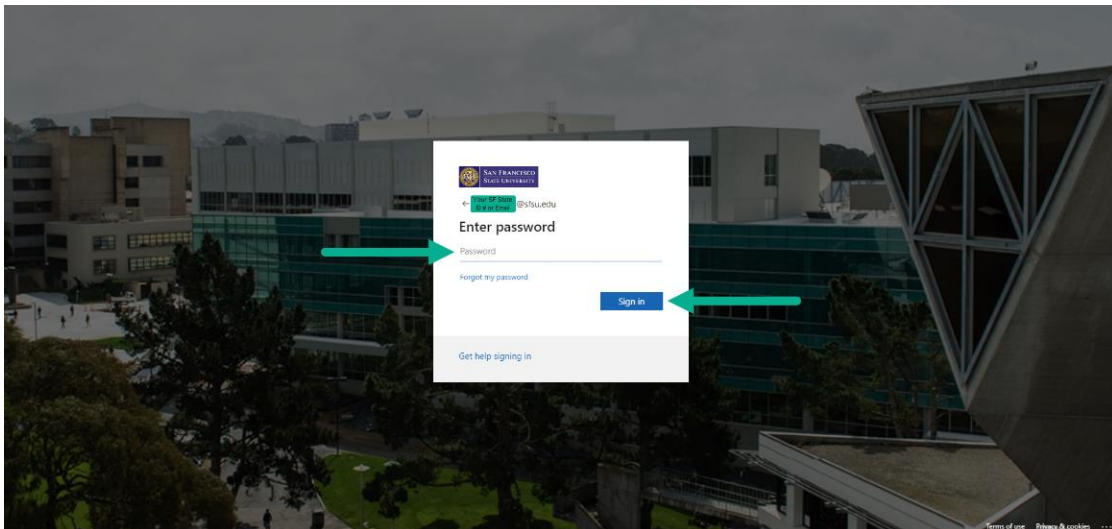 SAN FRANCISCO
STATE UNIVERSITY
← Your SF State
ID # or Email @sfsu.edu
Enter password
Password
Forgot my password
Sign in
Get help signing in
Terms of use Privacy & cookies ...